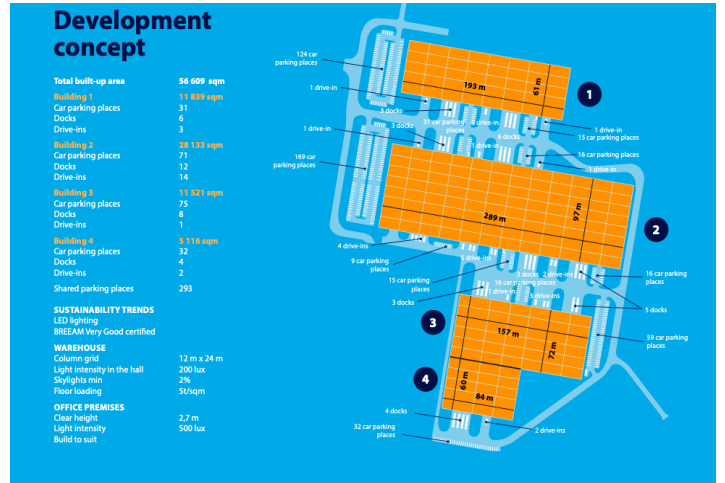 Development
concept
Total built-up area 56 609 sqm
Building 1 11 839 sqm
Car parking places 31
Docks 6
Drive-ins 3
Building 2 28 133 sqm
Car parking places 71
Docks 12
Drive-ins 14
Building 3 11 521 sqm
Car parking places 75
Docks 8
Drive-ins 1
Building 4 5 116 sqm
Car parking places 32
Docks 4
Drive-ins 2
Shared parking places 293
SUSTAINABILITY TRENDS
LED lighting
BREEAM Very Good certified
WAREHOUSE
Column grid 12 m x 24 m
Light intensity in the hall 200 lux
Skylights min 2%
Floor loading 5t/sqm
OFFICE PREMISES
Clear height 2,7 m
Light intensity 500 lux
Build to suit
124 car
parking places
193 m
61 m
1
1 drive-in
3 docks
31 car parking
places
drive-in
6 docks
1 drive-in
15 car parking places
1 drive-in
3 docks
1 drive-in
16 car parking places
1 drive-in
169 car
parking places
289 m
97 m
2
4 drive-ins
9 car parking
places
5 drive-ins
15 car parking
places
3 docks
2 drive-ins
16 car parking
places
16 car parking
places
1 drive-in
3 drive-ins
3 docks
5 docks
3
157 m
72 m
59 car parking
places
4
60 m
84 m
4 docks
2 drive-ins
32 car parking
places